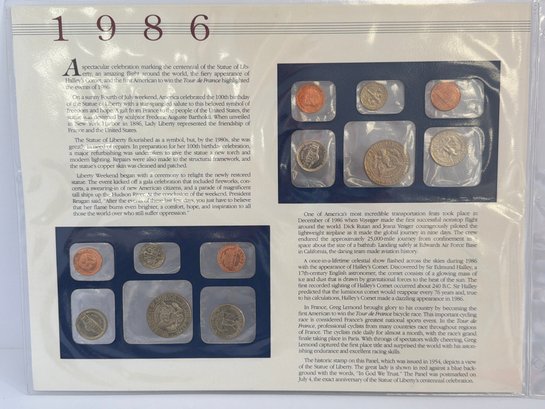 1986
A spectacular celebration marking the centennial of the Statue of Lib-
erty, an amazing flight around the world, the fiery appearance of
Halley's Comet, and the first American to win the Tour de France highlighted
the events of 1986.
On a sunny Fourth of July weekend, America celebrated the 100th birthday
of the Statue of Liberty with a star-spangled salute to this beloved symbol of
freedom and hope. A gift from France to the people of the United States, the
statue was designed by sculptor Frederic Auguste Bartholdi. When unveiled
in New York Harbor in 1886, Lady Liberty represented the friendship of
France and the United States.
The Statue of Liberty flourished as a symbol, but, by the 1980s, she was
greatly in need of repairs. In preparation for her 100th birthday celebration, a
major refurbishing was undertaken to give the statue a new torch and
modern lighting. Repairs were also made to the structural framework, and
the statue's copper skin was cleaned and patched.
Liberty Weekend began with a ceremony to relight the newly restored
statue. The event kicked off a gala celebration that included fireworks, con-
certs, a swearing-in of new American citizens, and a parade of magnificent
tall ships up the Hudson River. At the conclusion of the weekend, President
Reagan said, "After the events of these last few days, you just have to believe
that her flame burns even brighter, a comfort, hope, and inspiration to all
those the world over who still suffer oppression."
One of America's most incredible transportation feats took place in
December of 1986 when Voyager made the first successful nonstop flight
around the world. Dick Rutan and Jeana Yeager courageously piloted the
lightweight airplane as it made the global journey in nine days. The crew
endured the approximately 25,000-mile journey from confinement in a
space about the size of a bathtub. Landing safely at Edwards Air Force Base
in California, the daring team made aviation history.
A once-in-a-lifetime celestial show flashed across the skies during 1986
with the appearance of Halley's Comet. Discovered by Sir Edmund Halley, a
17th-century English astronomer, the comet consists of a glowing mass of
ice and dust that is drawn by gravitational forces to the heat of the sun. The
first recorded sighting of Halley's Comet occurred about 240 B.C. Sir Halley
predicted that the luminous comet would reappear every 76 years and, true
to his calculations, Halley's Comet made a dazzling appearance in 1986.
In France, Greg Lemond brought glory to his country by becoming the
first American to win the Tour de France bicycle race. This important cycling
race is considered France's greatest national sports event. In the Tour de
France, professional cyclists from many countries race throughout regions of
France. The cyclists ride daily for almost a month, with the race's grand
finale taking place in Paris. With throngs of spectators wildly cheering, Greg
Lemond captured the first place title and surprised the world with his aston-
ishing endurance and excellent racing skills.
The historic stamp on this Panel, which was issued in 1954, depicts a view
of the Statue of Liberty. The great lady is shown in red against a blue back-
ground with the words, "In God We Trust." The Panel was postmarked on
July 4, the exact anniversary of the Statue of Liberty's centennial celebration.